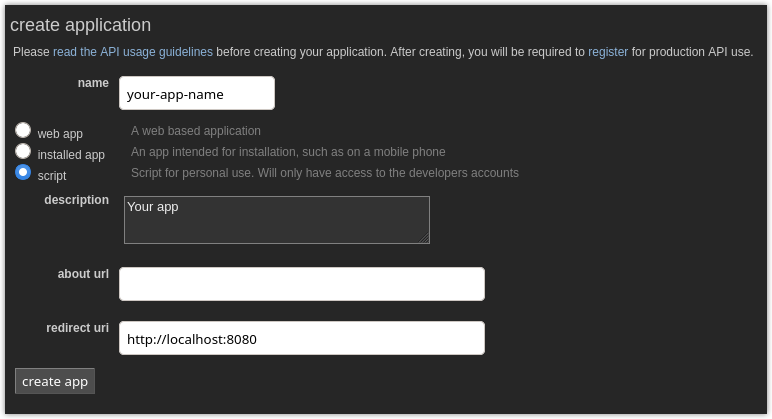 create application
Please read the API usage guidelines before creating your application. After creating, you will be required to register for production API use.
name
your-app-name
web app A web based application
installed app An app intended for installation, such as on a mobile phone
script Script for personal use. Will only have access to the developers accounts
description
Your app
about url
redirect uri
http://localhost:8080
create app